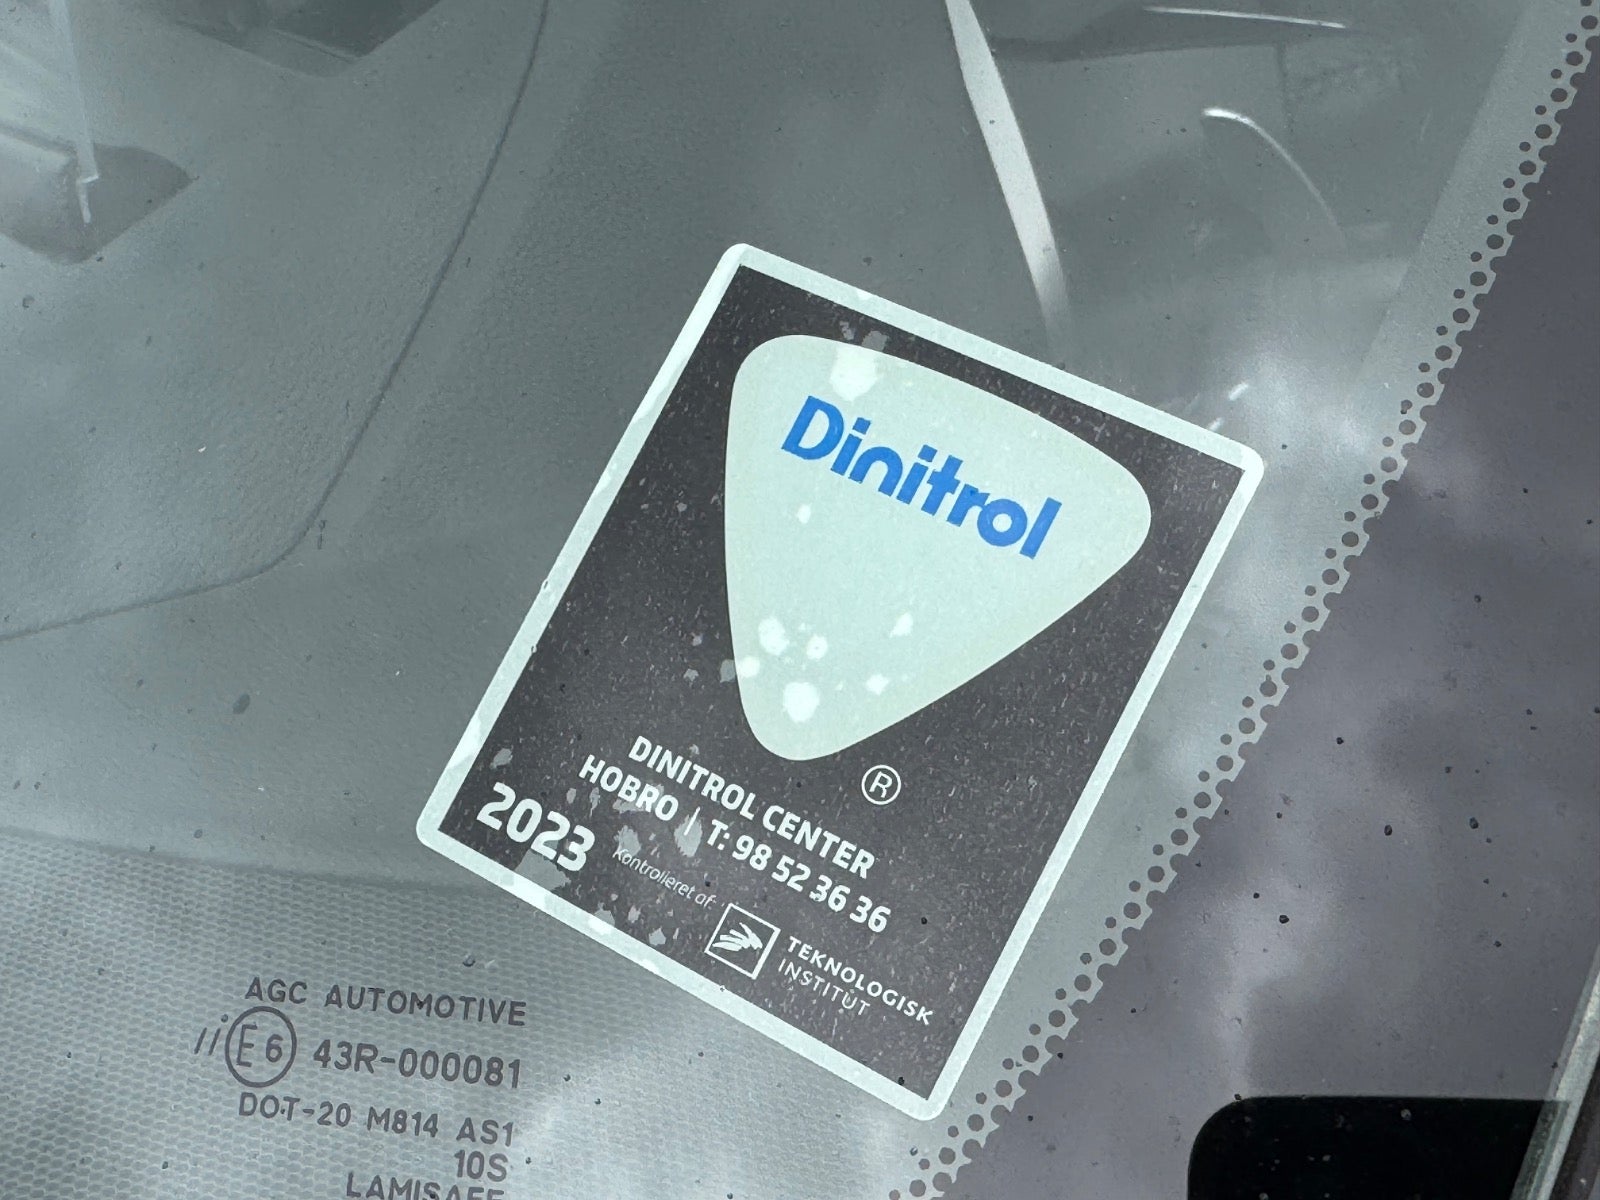 Dinitrol
®
DINITROL CENTER
HOBRO | T: 98 52 36 36
2023
Kontrolleret af:
TEKNOLOGISK
INSTITUT
AGC AUTOMOTIVE
// E6 43R-000081
DOT-20 M814 AS1
10S
LAMISAFE